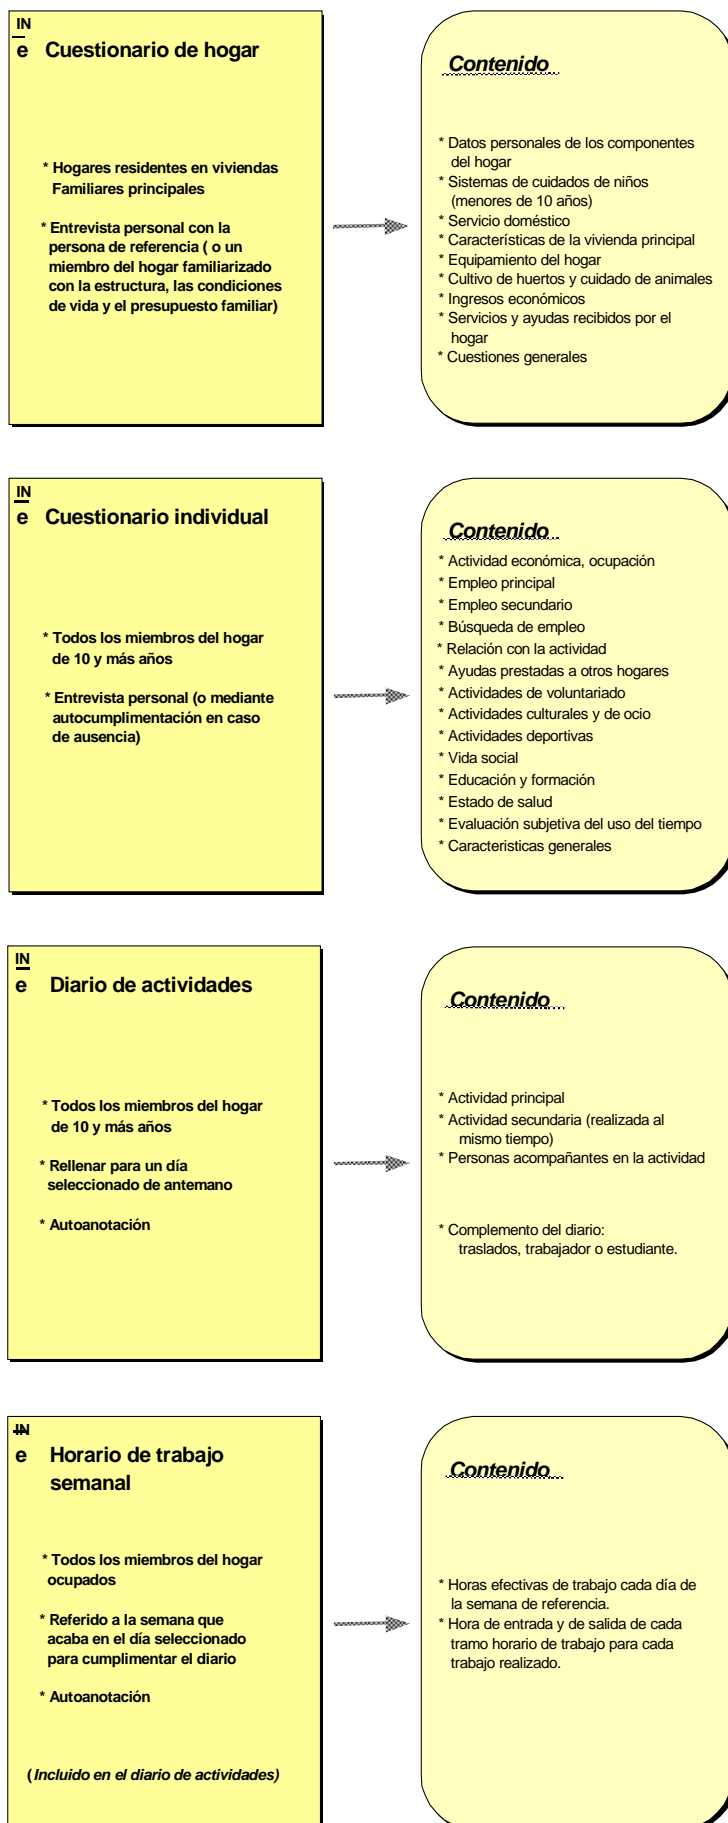 IN
e Cuestionario de hogar
* Hogares residentes en viviendas
Familiares principales
* Entrevista personal con la
persona de referencia ( o un
miembro del hogar familiarizado
con la estructura, las condiciones
de vida y el presupuesto familiar)
Contenido
* Datos personales de los componentes
del hogar
* Sistemas de cuidados de niños
(menores de 10 años)
* Servicio doméstico
* Características de la vivienda principal
* Equipamiento del hogar
* Cultivo de huertos y cuidado de animales
* Ingresos económicos
* Servicios y ayudas recibidos por el
hogar
* Cuestiones generales
IN
e Cuestionario individual
* Todos los miembros del hogar
de 10 y más años
* Entrevista personal (o mediante
autocumplimentación en caso
de ausencia)
Contenido
* Actividad económica, ocupación
* Empleo principal
* Empleo secundario
* Búsqueda de empleo
* Relación con la actividad
* Ayudas prestadas a otros hogares
* Actividades de voluntariado
* Actividades culturales y de ocio
* Actividades deportivas
* Vida social
* Educación y formación
* Estado de salud
* Evaluación subjetiva del uso del tiempo
* Caracteristicas generales
IN
e Diario de actividades
* Todos los miembros del hogar
de 10 y más años
* Rellenar para un día
seleccionado de antemano
* Autoanotación
Contenido
* Actividad principal
* Actividad secundaria (realizada al
mismo tiempo)
* Personas acompañantes en la actividad
* Complemento del diario:
traslados, trabajador o estudiante.
IN
e Horario de trabajo
semanal
* Todos los miembros del hogar
ocupados
* Referido a la semana que
acaba en el día seleccionado
para cumplimentar el diario
* Autoanotación
(Incluido en el diario de actividades)
Contenido
* Horas efectivas de trabajo cada día de
la semana de referencia.
* Hora de entrada y de salida de cada
tramo horario de trabajo para cada
trabajo realizado.